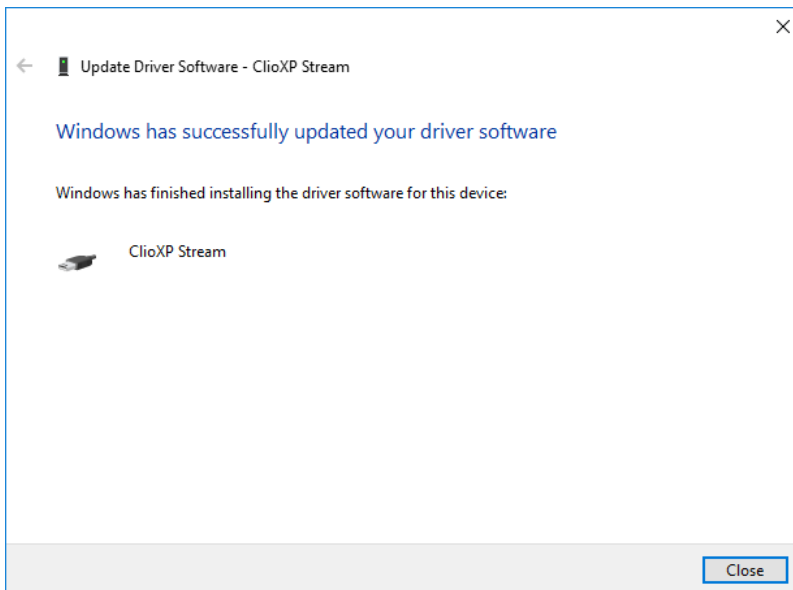 Update Driver Software - ClioXP Stream
Windows has successfully updated your driver software
Windows has finished installing the driver software for this device:
ClioXP Stream
Close